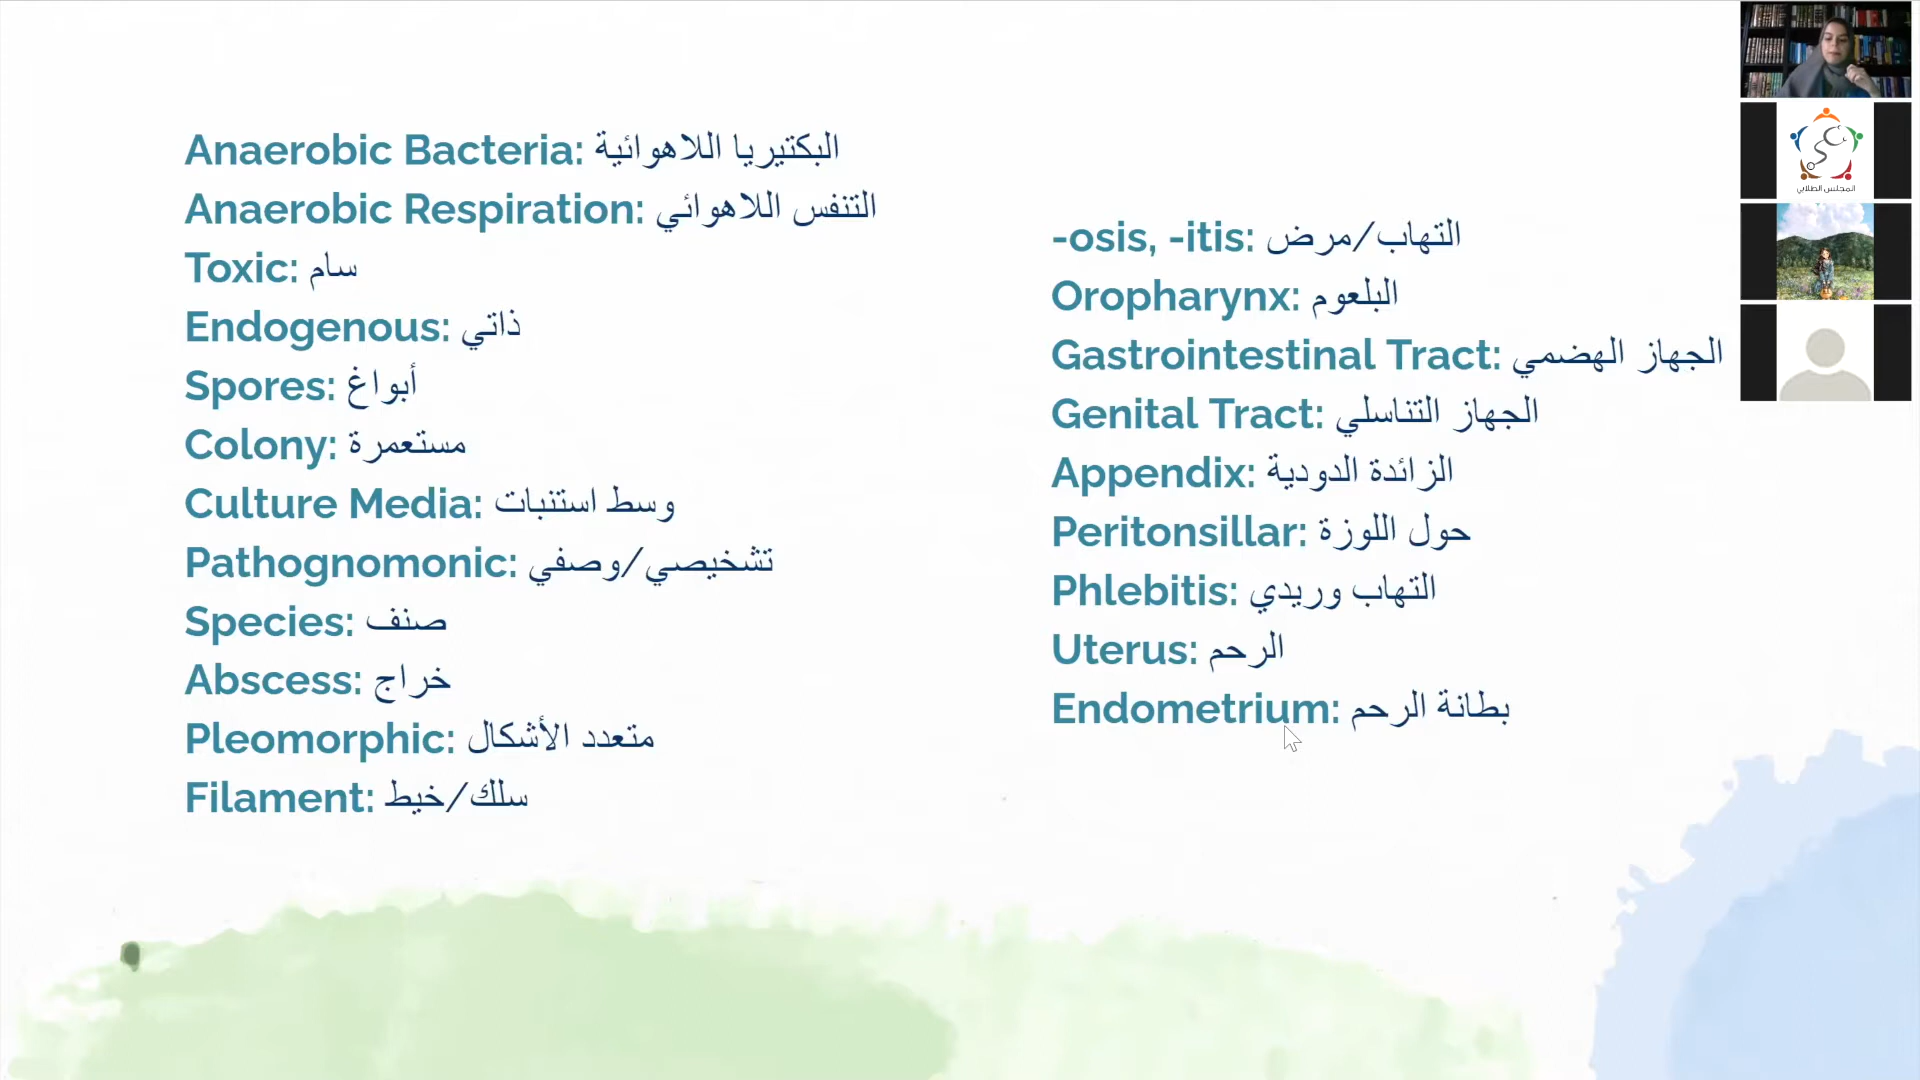 Anaerobic Bacteria: البكتيريا اللاهوائية
Anaerobic Respiration: التنفس اللاهوائي
Toxic: سام
Endogenous: ذاتي
Spores: أبواغ
Colony: مستعمرة
Culture Media: وسط استنبات
Pathognomonic: تشخيصي/وصفي
Species: صنف
Abscess: خراج
Pleomorphic: متعدد الأشكال
Filament: سلك/خيط
-osis, -itis: التهاب/مرض
Oropharynx: البلعوم
Gastrointestinal Tract: الجهاز الهضمي
Genital Tract: الجهاز التناسلي
Appendix: الزائدة الدودية
Peritonsillar: حول اللوزة
Phlebitis: التهاب وريدي
Uterus: الرحم
Endometrium: بطانة الرحم
المجلس الطلابي